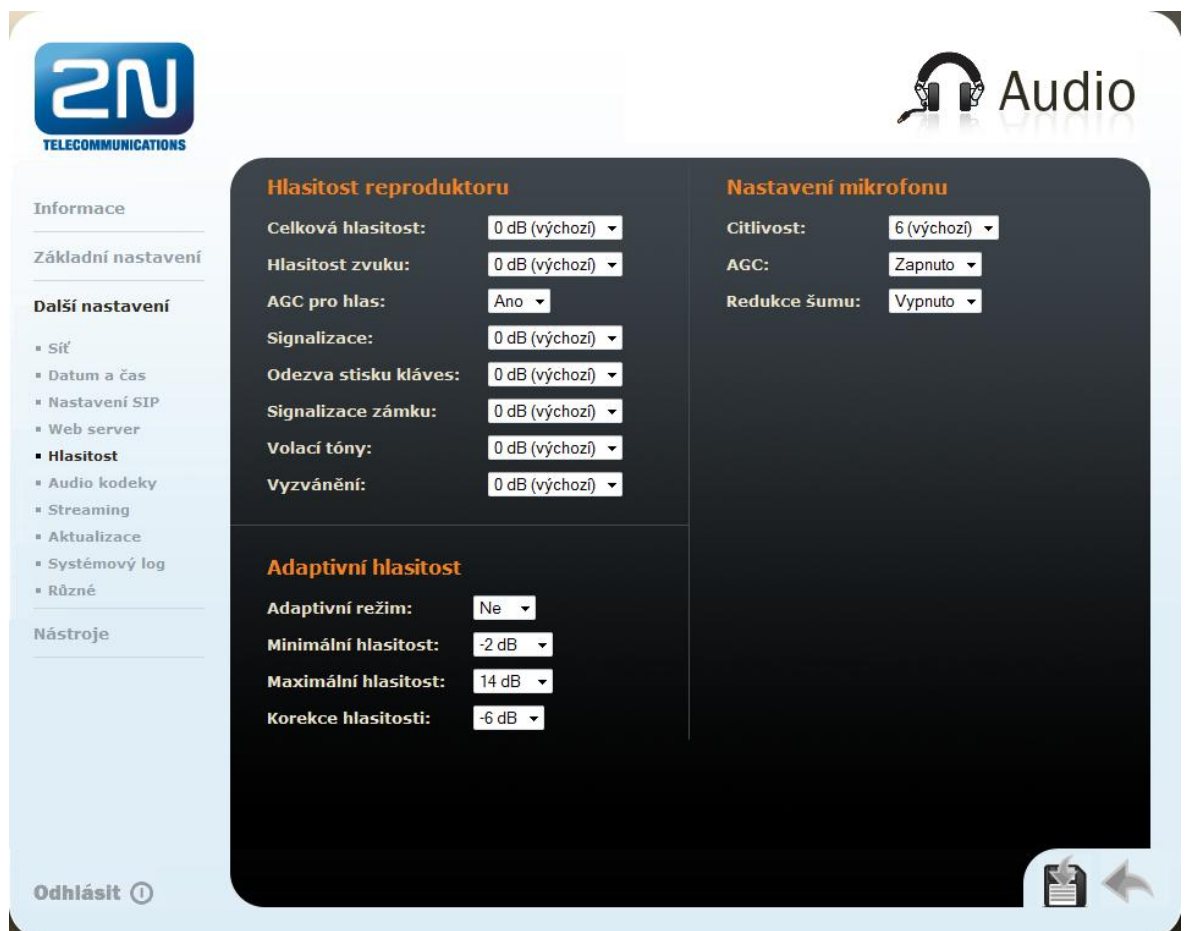 2N
TELECOMMUNICATIONS
Audio
Informace
Základní nastavení
Další nastavení
Síť
Datum a čas
Nastavení SIP
Web server
Hlasitost
Audio kodeky
Streaming
Aktualizace
Systémový log
Různé
Nástroje
Odhlásit
Hlasitost reproduktoru
Celková hlasitost: 0 dB (výchozí)
Hlasitost zvuku: 0 dB (výchozí)
AGC pro hlas: Ano
Signalizace: 0 dB (výchozí)
Odezva stisku kláves: 0 dB (výchozí)
Signalizace zámku: 0 dB (výchozí)
Volací tóny: 0 dB (výchozí)
Vyzvánění: 0 dB (výchozí)
Adaptivní hlasitost
Adaptivní režim: Ne
Minimální hlasitost: -2 dB
Maximální hlasitost: 14 dB
Korekce hlasitosti: -6 dB
Nastavení mikrofonu
Citlivost: 6 (výchozí)
AGC: Zapnuto
Redukce šumu: Vypnuto